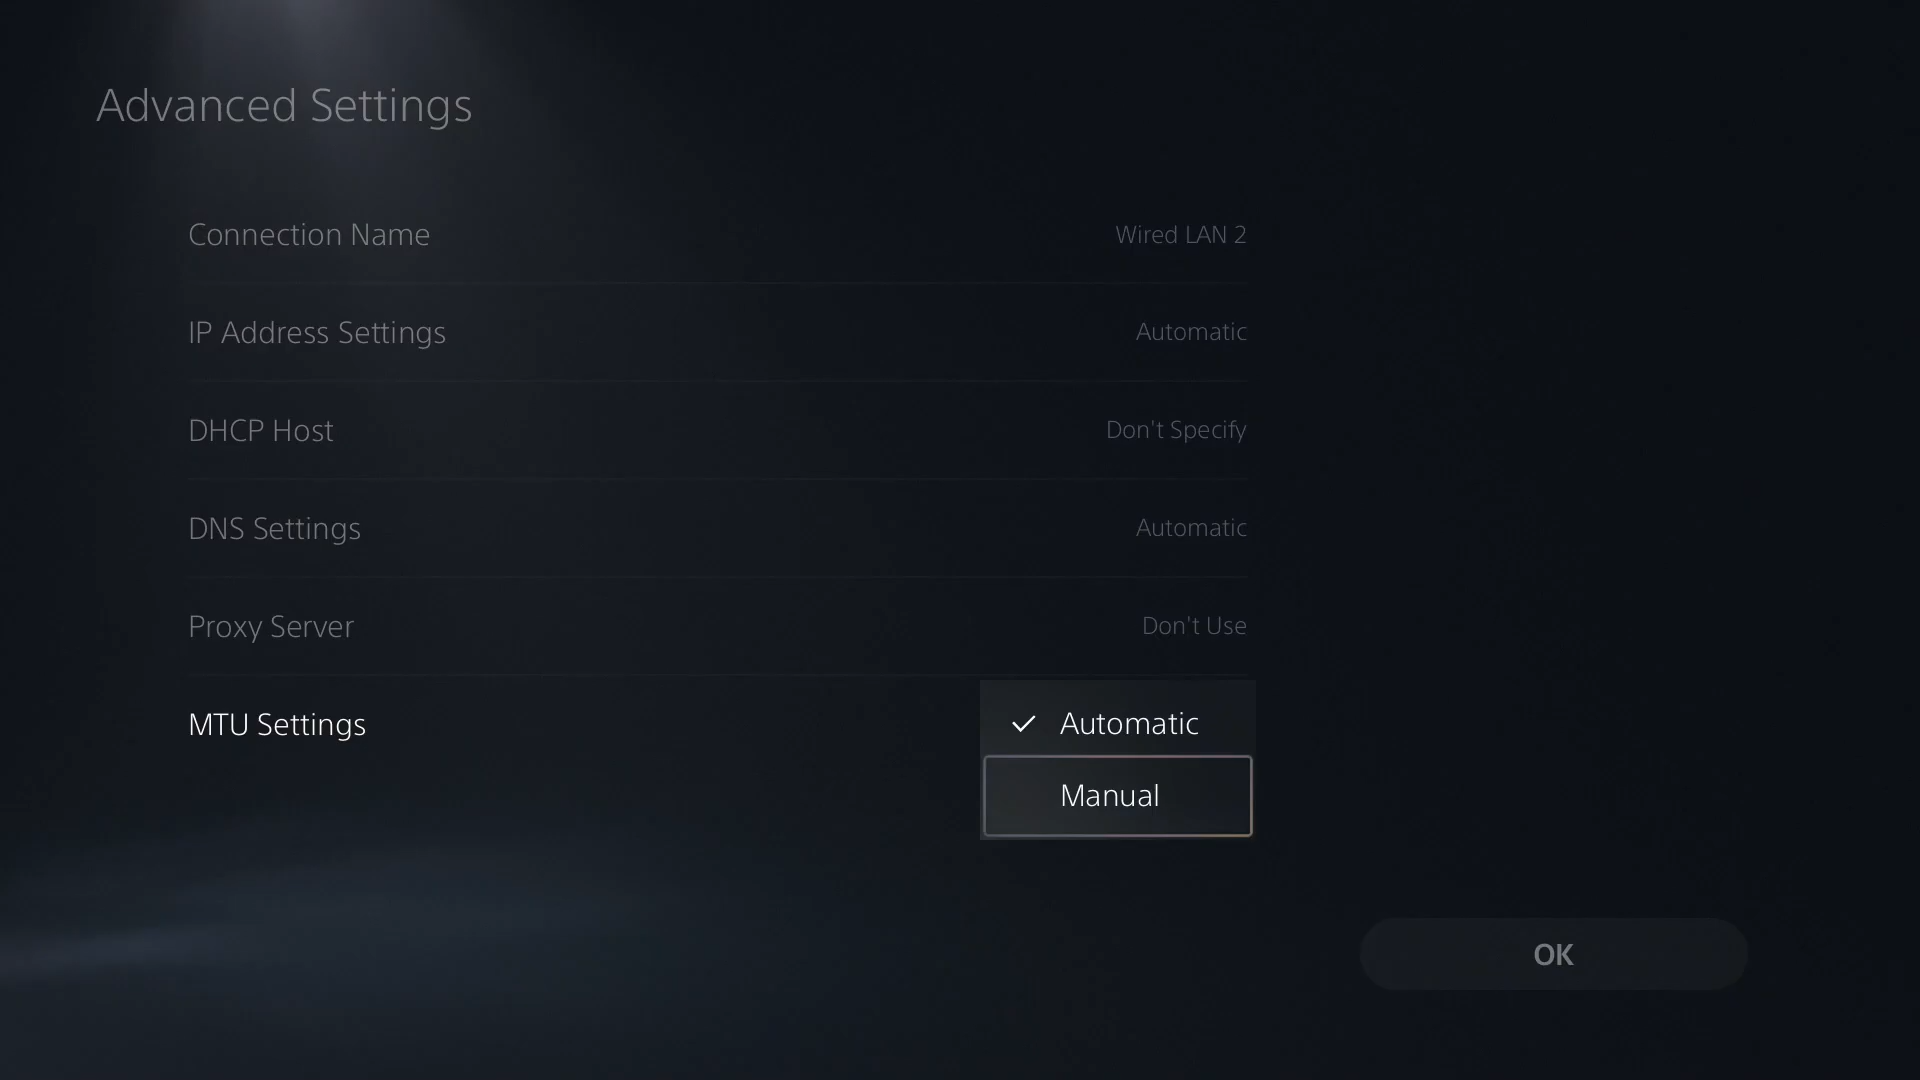 Advanced Settings
Connection Name Wired LAN 2
IP Address Settings Automatic
DHCP Host Don't Specify
DNS Settings Automatic
Proxy Server Don't Use
MTU Settings Automatic
Manual
OK